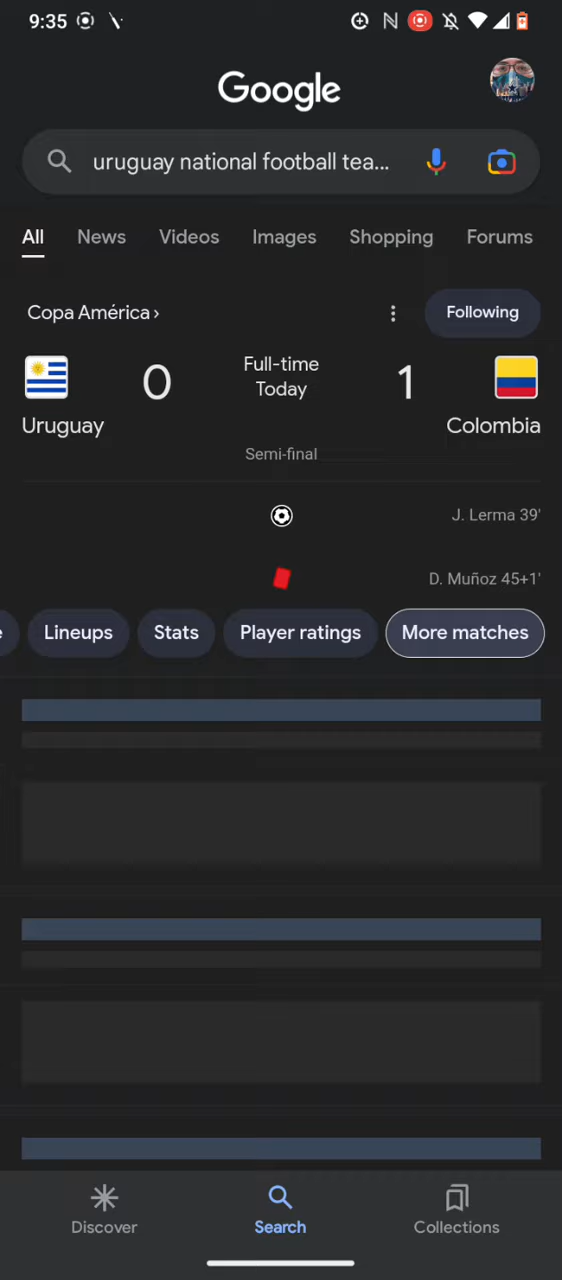 9:35
Google
uruguay national football tea...
All News Videos Images Shopping Forums
Copa América ›
Following
0 Full-time 1
Today
Uruguay Colombia
Semi-final
J. Lerma 39'
D. Muñoz 45+1'
e Lineups Stats Player ratings More matches
Discover Search Collections